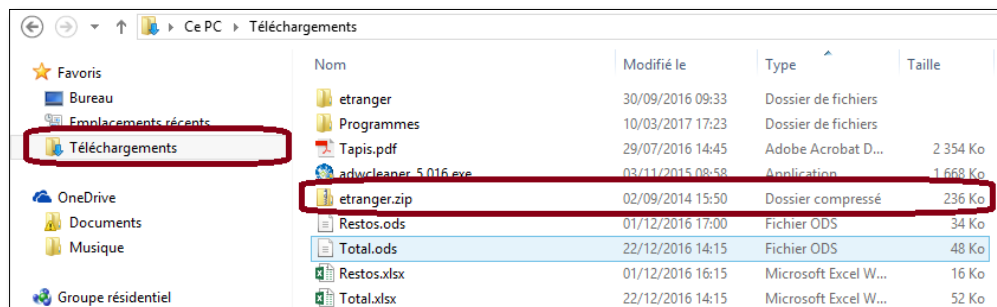 Ce PC Téléchargements
Nom Modifié le Type Taille
Favoris
Bureau
Emplacements récents
Téléchargements
OneDrive
Documents
Musique
Groupe résidentiel
etranger 30/09/2016 09:33 Dossier de fichiers
Programmes 10/03/2017 17:23 Dossier de fichiers
Tapis.pdf 29/07/2016 14:45 Adobe Acrobat D... 2 354 Ko
adwcleaner_5.016.exe 03/11/2015 08:58 Application 1 668 Ko
etranger.zip 02/09/2014 15:50 Dossier compressé 236 Ko
Restos.ods 01/12/2016 17:00 Fichier ODS 34 Ko
Total.ods 22/12/2016 14:15 Fichier ODS 48 Ko
Restos.xlsx 01/12/2016 16:15 Microsoft Excel W... 16 Ko
Total.xlsx 22/12/2016 14:15 Microsoft Excel W... 52 Ko